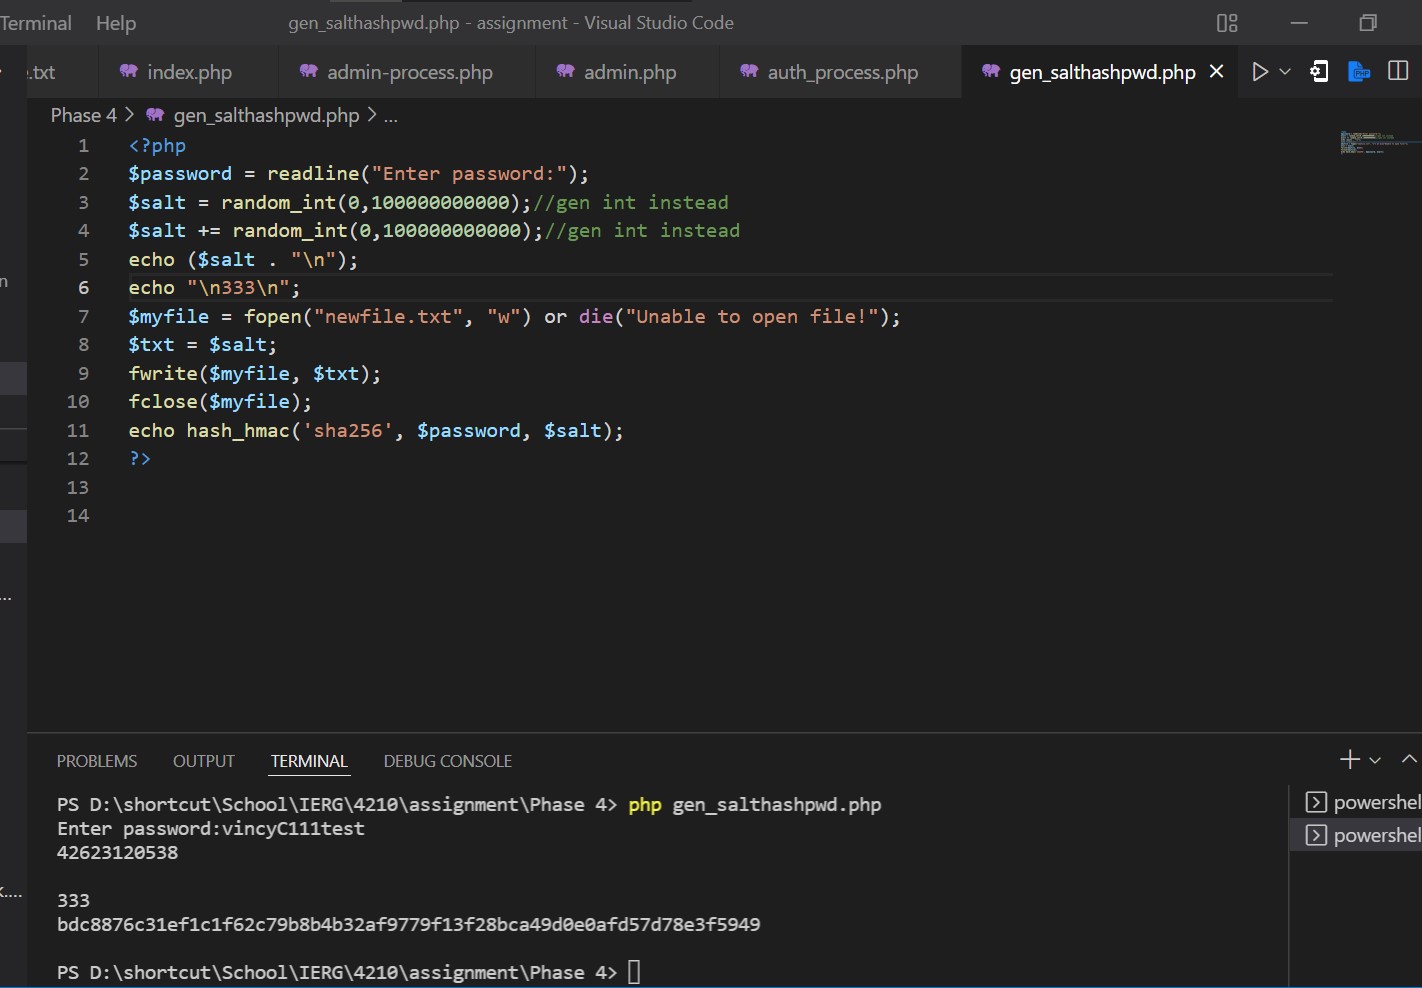 Terminal Help gen_salthashpwd.php - assignment - Visual Studio Code
.txt index.php admin-process.php admin.php auth_process.php gen_salthashpwd.php
Phase 4 > gen_salthashpwd.php > ...
1 <?php
2 $password = readline("Enter password:");
3 $salt = random_int(0,100000000000);//gen int instead
4 $salt += random_int(0,100000000000);//gen int instead
5 echo ($salt . "\n");
6 echo "\n333\n";
7 $myfile = fopen("newfile.txt", "w") or die("Unable to open file!");
8 $txt = $salt;
9 fwrite($myfile, $txt);
10 fclose($myfile);
11 echo hash_hmac('sha256', $password, $salt);
12 ?>
13
14
PROBLEMS OUTPUT TERMINAL DEBUG CONSOLE
PS D:\shortcut\School\IERG\4210\assignment\Phase 4> php gen_salthashpwd.php
Enter password:vincyC111test
42623120538
333
bdc8876c31ef1c1f62c79b8b4b32af9779f13f28bca49d0e0afd57d78e3f5949
PS D:\shortcut\School\IERG\4210\assignment\Phase 4>
powershel
powershel